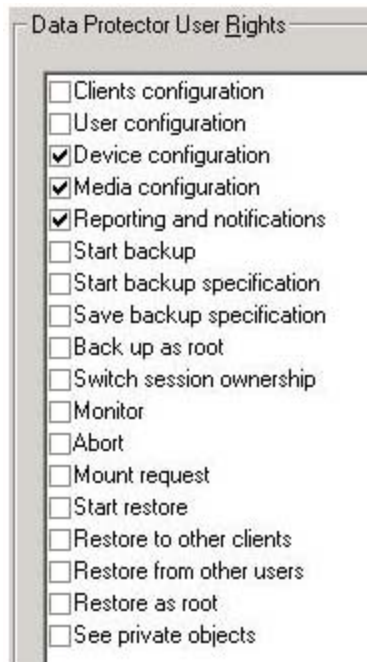 Data Protector User Rights
Clients configuration
User configuration
Device configuration
Media configuration
Reporting and notifications
Start backup
Start backup specification
Save backup specification
Back up as root
Switch session ownership
Monitor
Abort
Mount request
Start restore
Restore to other clients
Restore from other users
Restore as root
See private objects